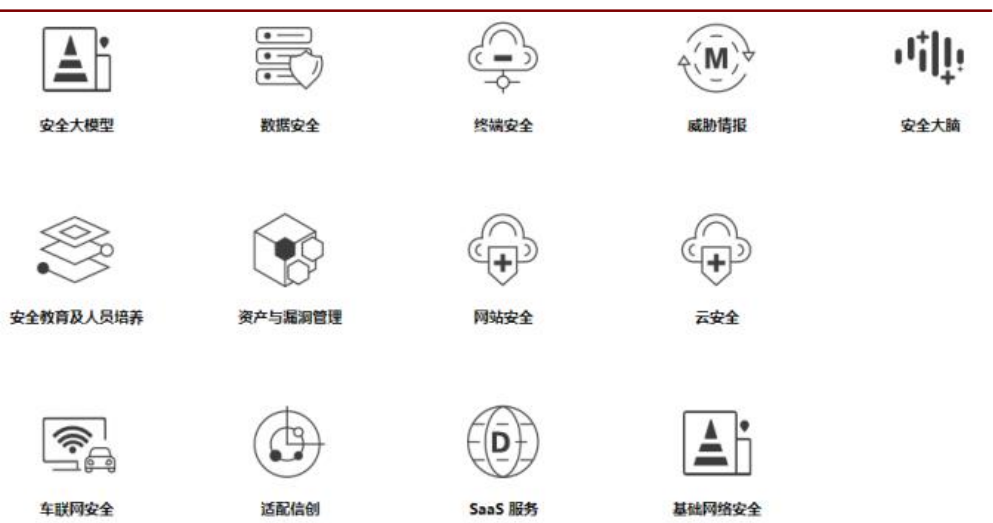 M
安全大模型
数据安全
终端安全
威胁情报
安全大脑
安全教育及人员培养
资产与漏洞管理
网站安全
云安全
D
车联网安全
适配信创
SaaS 服务
基础网络安全